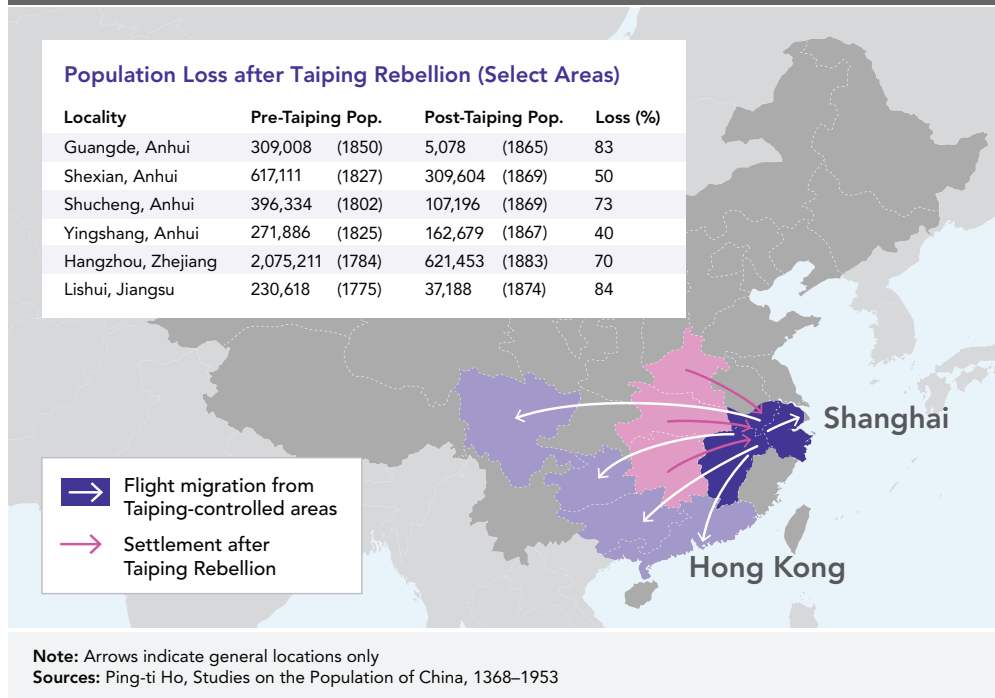 Population Loss after Taiping Rebellion (Select Areas)
Locality Pre-Taiping Pop. Post-Taiping Pop. Loss (%)
Guangde, Anhui 309,008 (1850) 5,078 (1865) 83
Shexian, Anhui 617,111 (1827) 309,604 (1869) 50
Shucheng, Anhui 396,334 (1802) 107,196 (1869) 73
Yingshang, Anhui 271,886 (1825) 162,679 (1867) 40
Hangzhou, Zhejiang 2,075,211 (1784) 621,453 (1883) 70
Lishui, Jiangsu 230,618 (1775) 37,188 (1874) 84
Shanghai
Flight migration from
Taiping-controlled areas
Settlement after
Taiping Rebellion
Hong Kong
Note: Arrows indicate general locations only
Sources: Ping-ti Ho, Studies on the Population of China, 1368–1953